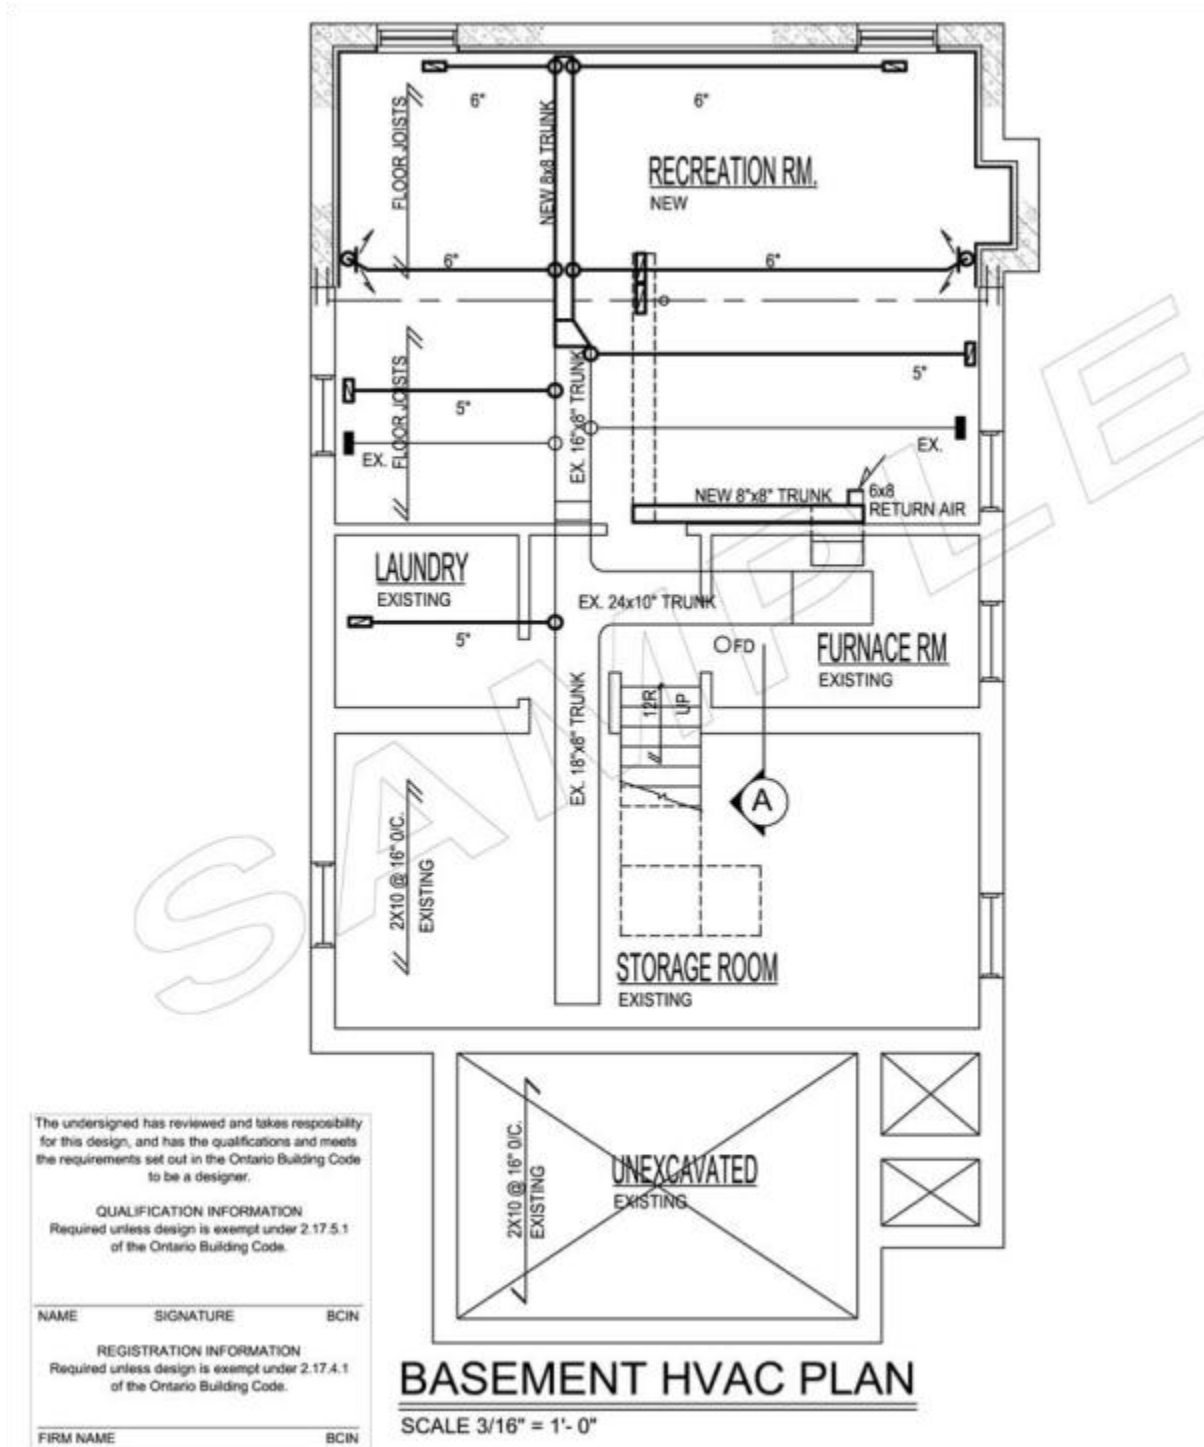 6"
6"
FLOOR JOISTS
NEW 8x8 TRUNK
RECREATION RM.
NEW
6"
6"
5"
5"
FLOOR JOISTS
EX. 16"x8" TRUNK
EX.
EX.
NEW 8"x8" TRUNK
6x8
RETURN AIR
LAUNDRY
EXISTING
EX. 24x10" TRUNK
5"
FD
FURNACE RM
EXISTING
12R
UP
EX. 18"x8" TRUNK
A
2X10 @ 16" 0/C.
EXISTING
STORAGE ROOM
EXISTING
SAMPLE
2X10 @ 16" 0/C.
EXISTING
UNEXCAVATED
EXISTING
The undersigned has reviewed and takes resposibility
for this design, and has the qualifications and meets
the requirements set out in the Ontario Building Code
to be a designer.
QUALIFICATION INFORMATION
Required unless design is exempt under 2.17.5.1
of the Ontario Building Code.
NAME SIGNATURE BCIN
REGISTRATION INFORMATION
Required unless design is exempt under 2.17.4.1
of the Ontario Building Code.
FIRM NAME BCIN
BASEMENT HVAC PLAN
SCALE 3/16" = 1'- 0"